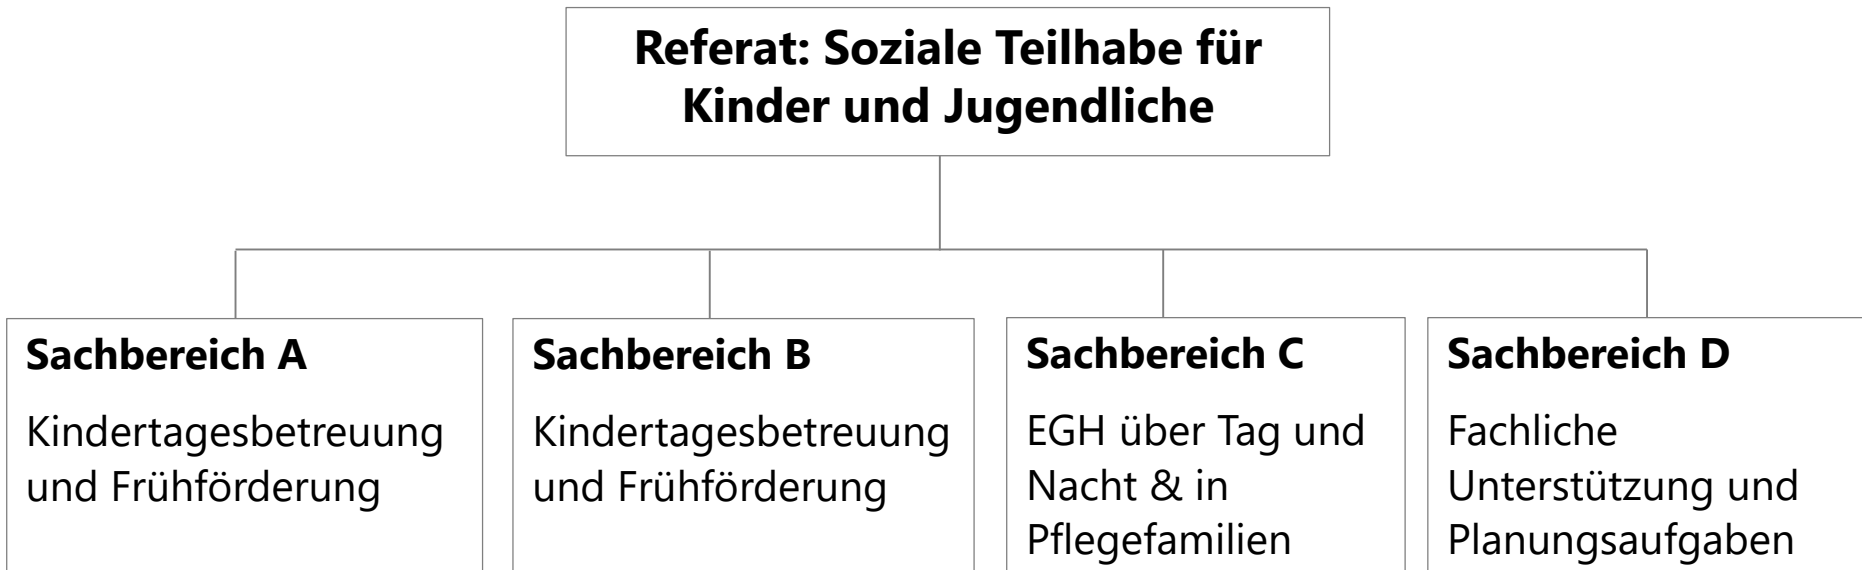 Referat: Soziale Teilhabe für
Kinder und Jugendliche
Sachbereich A
Kindertagesbetreuung
und Frühförderung
Sachbereich B
Kindertagesbetreuung
und Frühförderung
Sachbereich C
EGH über Tag und
Nacht & in
Pflegefamilien
Sachbereich D
Fachliche
Unterstützung und
Planungsaufgaben